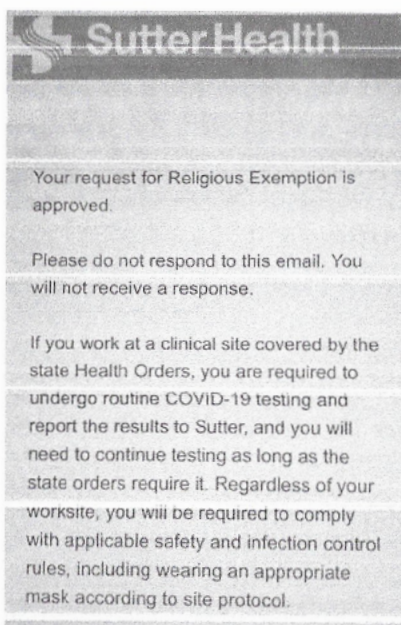 Sutter Health
Your request for Religious Exemption is
approved.
Please do not respond to this email. You
will not receive a response.
If you work at a clinical site covered by the
state Health Orders, you are required to
undergo routine COVID-19 testing and
report the results to Sutter, and you will
need to continue testing as long as the
state orders require it. Regardless of your
worksite, you will be required to comply
with applicable safety and infection control
rules, including wearing an appropriate
mask according to site protocol.